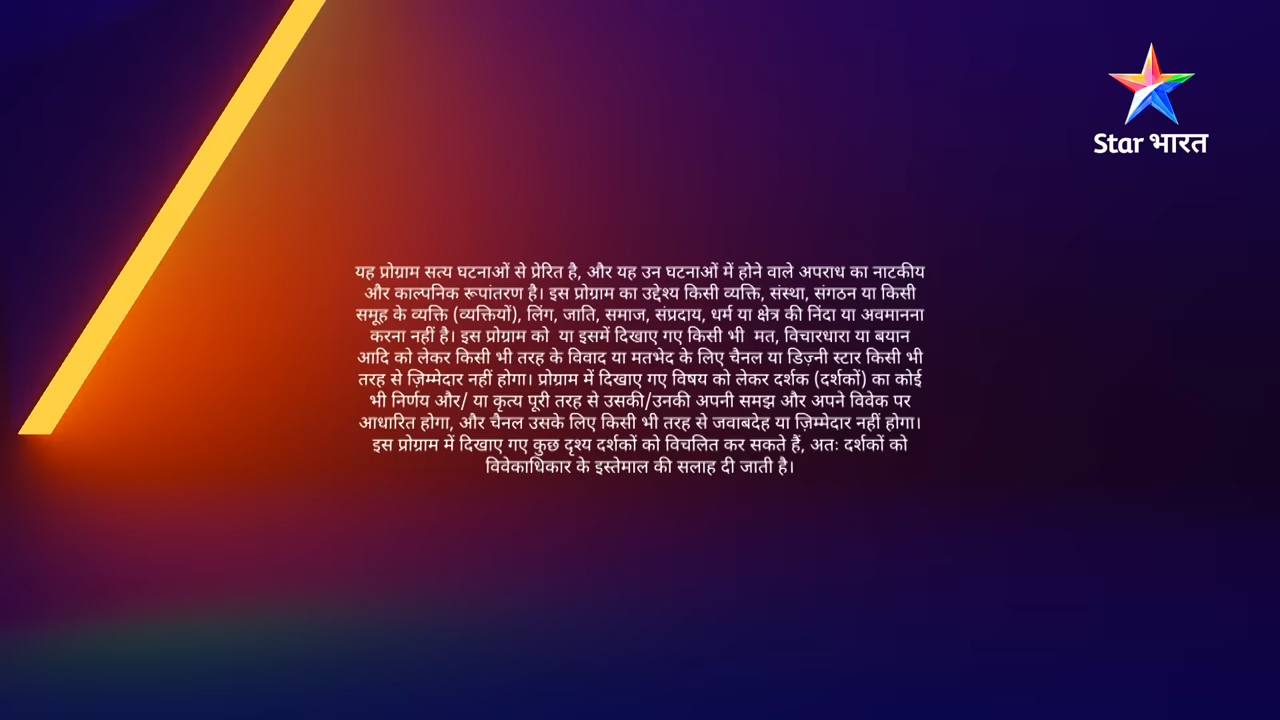 Star भारत
यह प्रोग्राम सत्य घटनाओं से प्रेरित है, और यह उन घटनाओं में होने वाले अपराध का नाटकीय
और काल्पनिक रूपांतरण है। इस प्रोग्राम का उद्देश्य किसी व्यक्ति, संस्था, संगठन या किसी
समूह के व्यक्ति (व्यक्तियों), लिंग, जाति, समाज, संप्रदाय, धर्म या क्षेत्र की निंदा या अवमानना
करना नहीं है। इस प्रोग्राम को  या इसमें दिखाए गए किसी भी  मत, विचारधारा या बयान
आदि को लेकर किसी भी तरह के विवाद या मतभेद के लिए चैनल या डिज़्नी स्टार किसी भी
तरह से ज़िम्मेदार नहीं होगा। प्रोग्राम में दिखाए गए विषय को लेकर दर्शक (दर्शकों) का कोई
भी निर्णय और/ या कृत्य पूरी तरह से उसकी/उनकी अपनी समझ और अपने विवेक पर
आधारित होगा, और चैनल उसके लिए किसी भी तरह से जवाबदेह या ज़िम्मेदार नहीं होगा।
इस प्रोग्राम में दिखाए गए कुछ दृश्य दर्शकों को विचलित कर सकते हैं, अतः दर्शकों को
विवेकाधिकार के इस्तेमाल की सलाह दी जाती है।